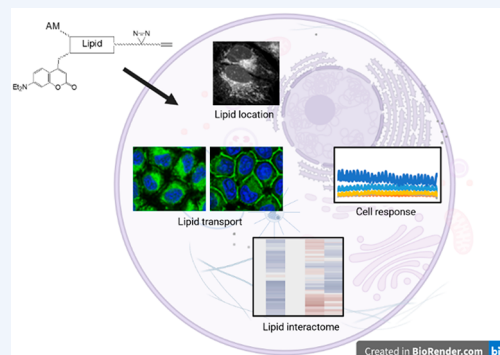 AM
Lipid
N=N
Et₂N
O
O
Lipid location
Lipid transport
Cell response
Lipid interactome
Created in BioRender.com